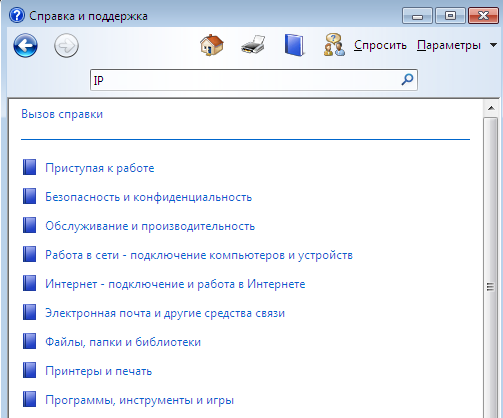 Справка и поддержка
Спросить Параметры
IP
Вызов справки
Приступая к работе
Безопасность и конфиденциальность
Обслуживание и производительность
Работа в сети - подключение компьютеров и устройств
Интернет - подключение и работа в Интернете
Электронная почта и другие средства связи
Файлы, папки и библиотеки
Принтеры и печать
Программы, инструменты и игры